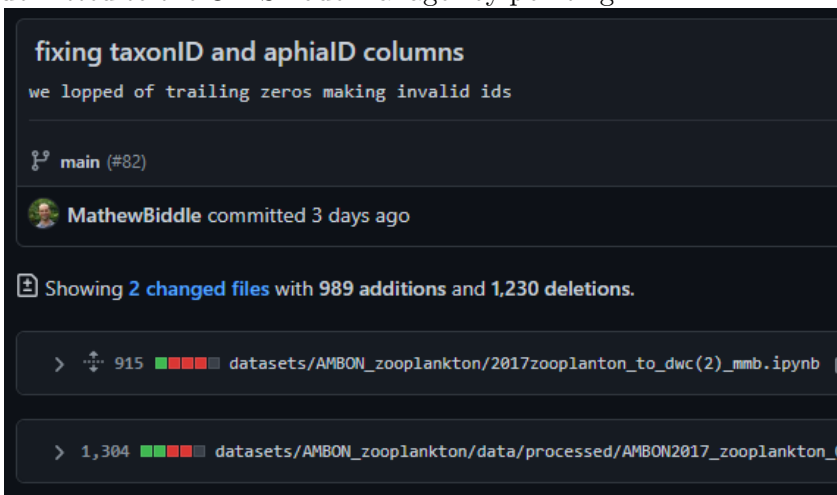 fixing taxonID and aphiaID columns
we lopped of trailing zeros making invalid ids
main (#82)
MathewBiddle committed 3 days ago
Showing 2 changed files with 989 additions and 1,230 deletions.
915 datasets/AMBON_zooplankton/2017zooplanton_to_dwc(2)_mmb.ipynb
1,304 datasets/AMBON_zooplankton/data/processed/AMBON2017_zooplankton_